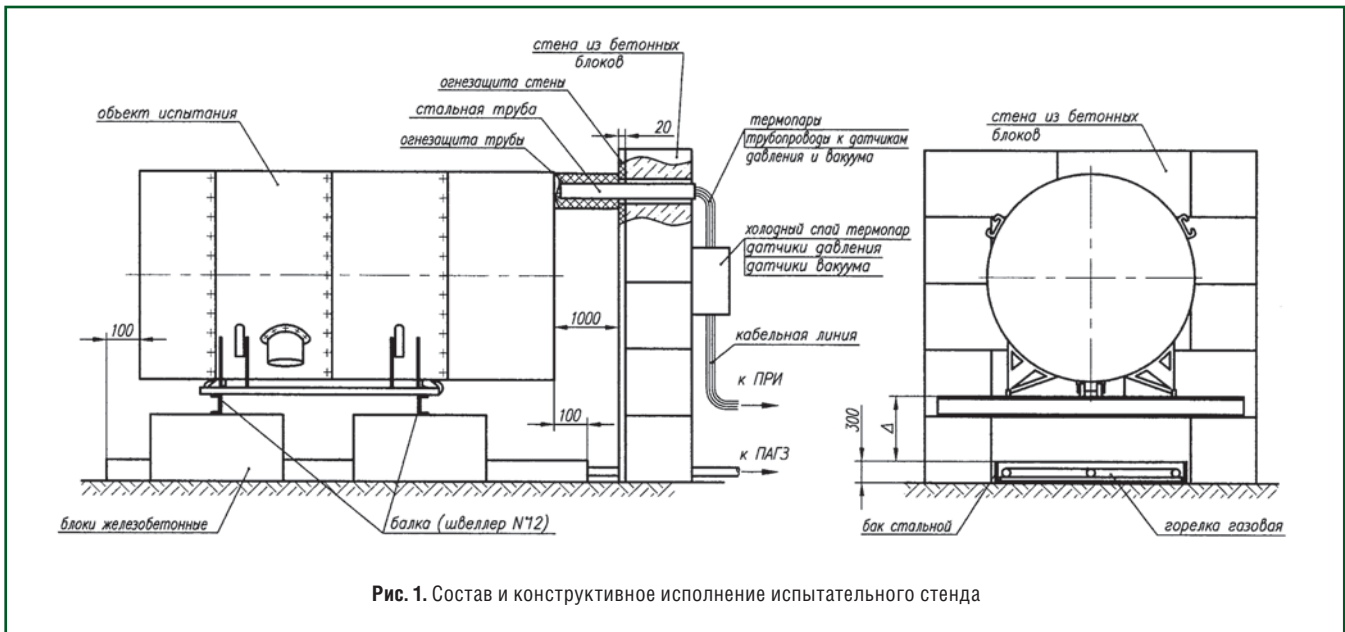 стена из бетонных
блоков
огнезащита стены
объект испытания
стальная труба
20
огнезащита трубы
термопары
трубопроводы к датчикам
давления и вакуума
холодный спай термопар
датчики давления
датчики вакуума
100
1000
кабельная линия
к ПРИ
100
к ПАГЗ
блоки железобетонные
балка (швеллер N°12)
стена из бетонных
блоков
300
Δ
бак стальной
горелка газовая
Рис. 1. Состав и конструктивное исполнение испытательного стенда